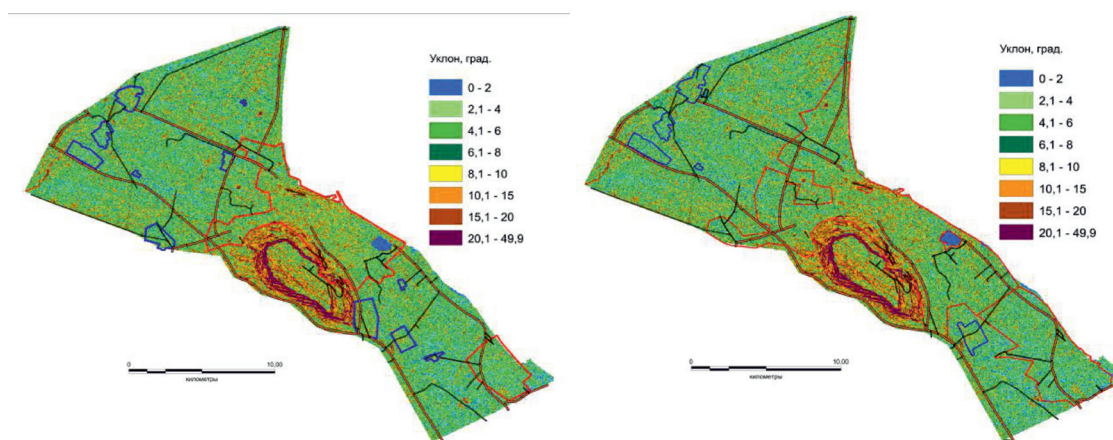 Уклон, град.
0 - 2
2,1 - 4
4,1 - 6
6,1 - 8
8,1 - 10
10,1 - 15
15,1 - 20
20,1 - 49,9
0 10,00
километры
Уклон, град.
0 - 2
2,1 - 4
4,1 - 6
6,1 - 8
8,1 - 10
10,1 - 15
15,1 - 20
20,1 - 49,9
0 10,00
километры